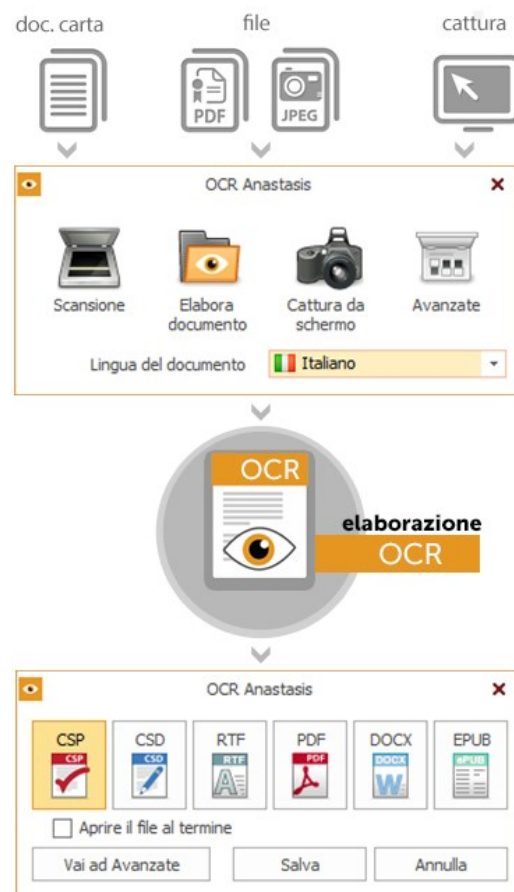 doc. carta file cattura
PDF JPEG
OCR Anastasis
Scansione Elabora documento Cattura da schermo Avanzate
Lingua del documento Italiano
OCR
elaborazione
OCR
OCR Anastasis
CSP CSD RTF PDF DOCX EPUB
CSP CSD RTF PDF DOCX ePUB
A W
Aprire il file al termine
Vai ad Avanzate Salva Annulla